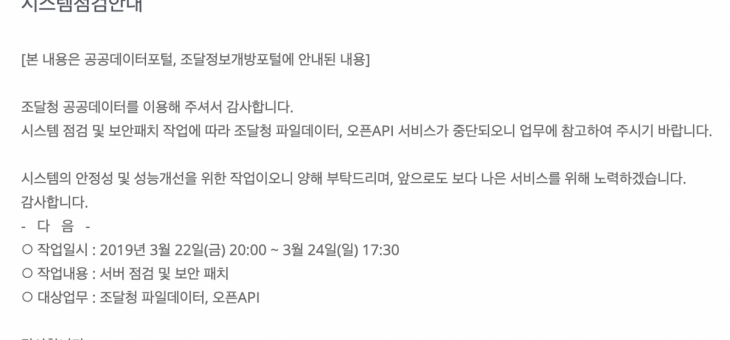 시스템점검안내
[본 내용은 공공데이터포털, 조달정보개방포털에 안내된 내용]
조달청 공공데이터를 이용해 주셔서 감사합니다.
시스템 점검 및 보안패치 작업에 따라 조달청 파일데이터, 오픈API 서비스가 중단되오니 업무에 참고하여 주시기 바랍니다.
시스템의 안정성 및 성능개선을 위한 작업이오니 양해 부탁드리며, 앞으로도 보다 나은 서비스를 위해 노력하겠습니다.
감사합니다.
- 다 음 -
○ 작업일시 : 2019년 3월 22일(금) 20:00 ~ 3월 24일(일) 17:30
○ 작업내용 : 서버 점검 및 보안 패치
○ 대상업무 : 조달청 파일데이터, 오픈API